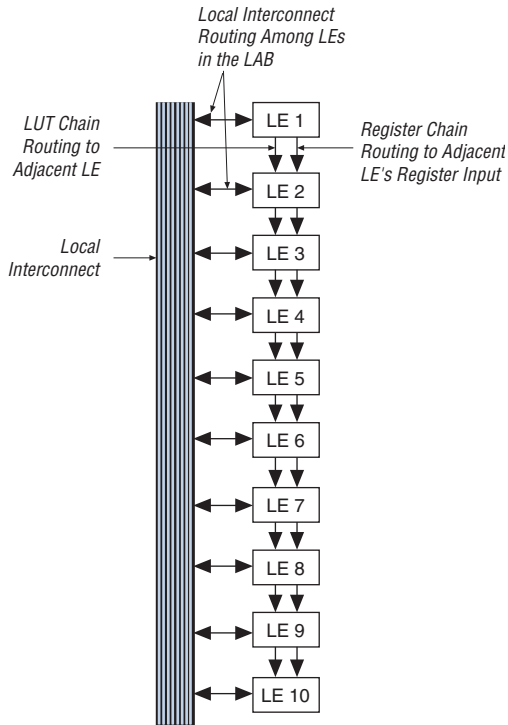 Local Interconnect
Routing Among LEs
in the LAB
LUT Chain
Routing to
Adjacent LE
Register Chain
Routing to Adjacent
LE's Register Input
Local
Interconnect
LE 1
LE 2
LE 3
LE 4
LE 5
LE 6
LE 7
LE 8
LE 9
LE 10